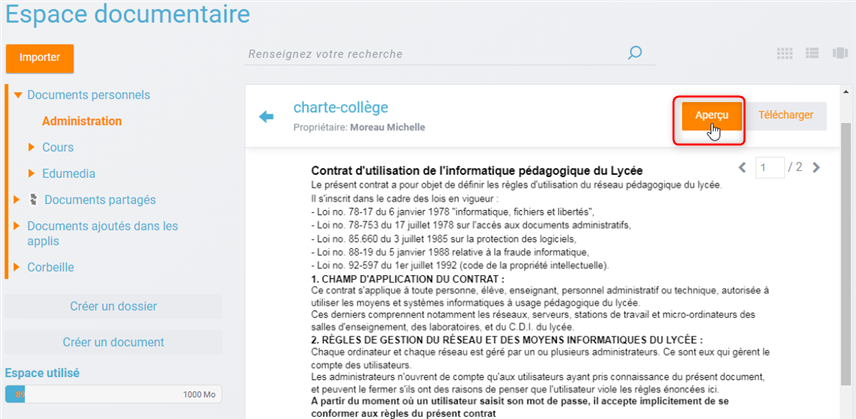 Espace documentaire
Importer
Renseignez votre recherche
Documents personnels
Administration
Cours
Edumedia
Documents partagés
Documents ajoutés dans les
applis
Corbeille
Créer un dossier
Créer un document
Espace utilisé
1000 Mo
charte-collège
Propriétaire: Moreau Michelle
Aperçu
Télécharger
1 / 2
Contrat d'utilisation de l'informatique pédagogique du Lycée
Le présent contrat a pour objet de définir les règles d'utilisation du réseau pédagogique du lycée.
Il s'inscrit dans le cadre des lois en vigueur :
- Loi no. 78-17 du 6 janvier 1978 "informatique, fichiers et libertés",
- Loi no. 78-753 du 17 juillet 1978 sur l'accès aux documents administratifs,
- Loi no. 85.660 du 3 juillet 1985 sur la protection des logiciels,
- Loi no. 88-19 du 5 janvier 1988 relative à la fraude informatique,
- Loi no. 92-597 du 1er juillet 1992 (code de la propriété intellectuelle).
1. CHAMP D'APPLICATION DU CONTRAT :
Ce contrat s'applique à toute personne, élève, enseignant, personnel administratif ou technique, autorisée à
utiliser les moyens et systèmes informatiques à usage pédagogique du lycée.
Ces derniers comprennent notamment les réseaux, serveurs, stations de travail et micro-ordinateurs des
salles d'enseignement, des laboratoires, et du C.D.I. du lycée.
2. RÈGLES DE GESTION DU RÉSEAU ET DES MOYENS INFORMATIQUES DU LYCÉE :
Chaque ordinateur et chaque réseau est géré par un ou plusieurs administrateurs. Ce sont eux qui gèrent le
compte des utilisateurs.
Les administrateurs n'ouvrent de compte qu'aux utilisateurs ayant pris connaissance du présent document,
et peuvent le fermer s'ils ont des raisons de penser que l'utilisateur viole les règles énoncées ici.
A partir du moment où un utilisateur saisit son mot de passe, il accepte implicitement de se
conformer aux règles du présent contrat